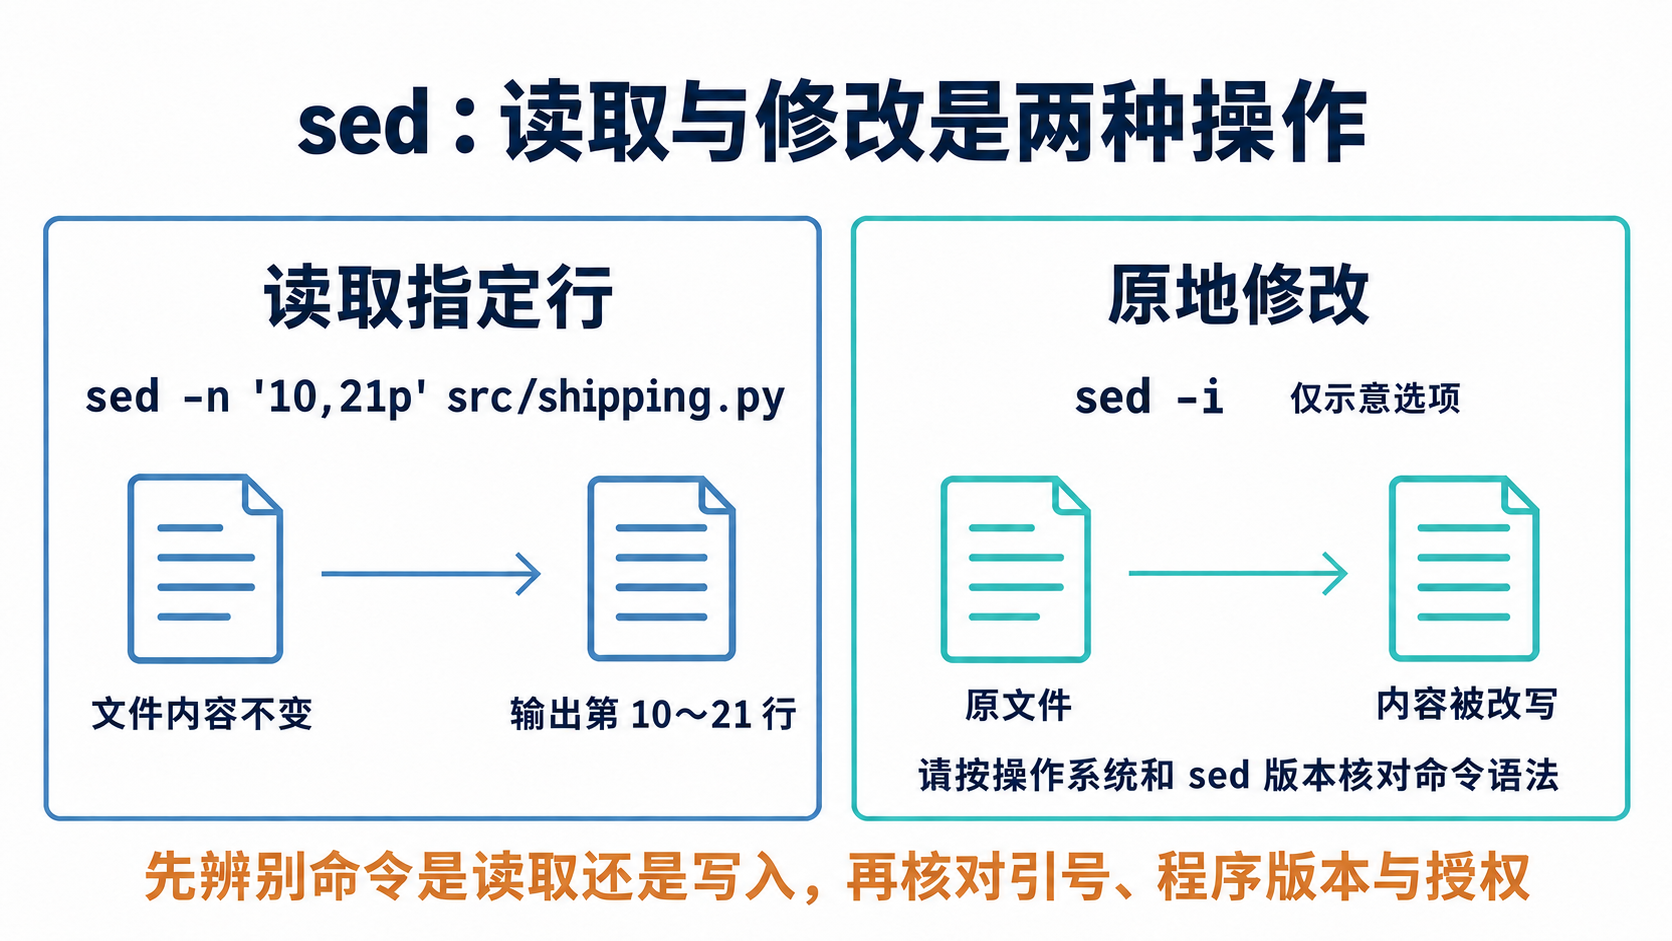 sed：读取与修改是两种操作
读取指定行
sed -n '10,21p' src/shipping.py
文件内容不变
输出第 10～21 行
原地修改
sed -i 仅示意选项
原文件
内容被改写
请按操作系统和 sed 版本核对命令语法
先辨别命令是读取还是写入，再核对引号、程序版本与授权